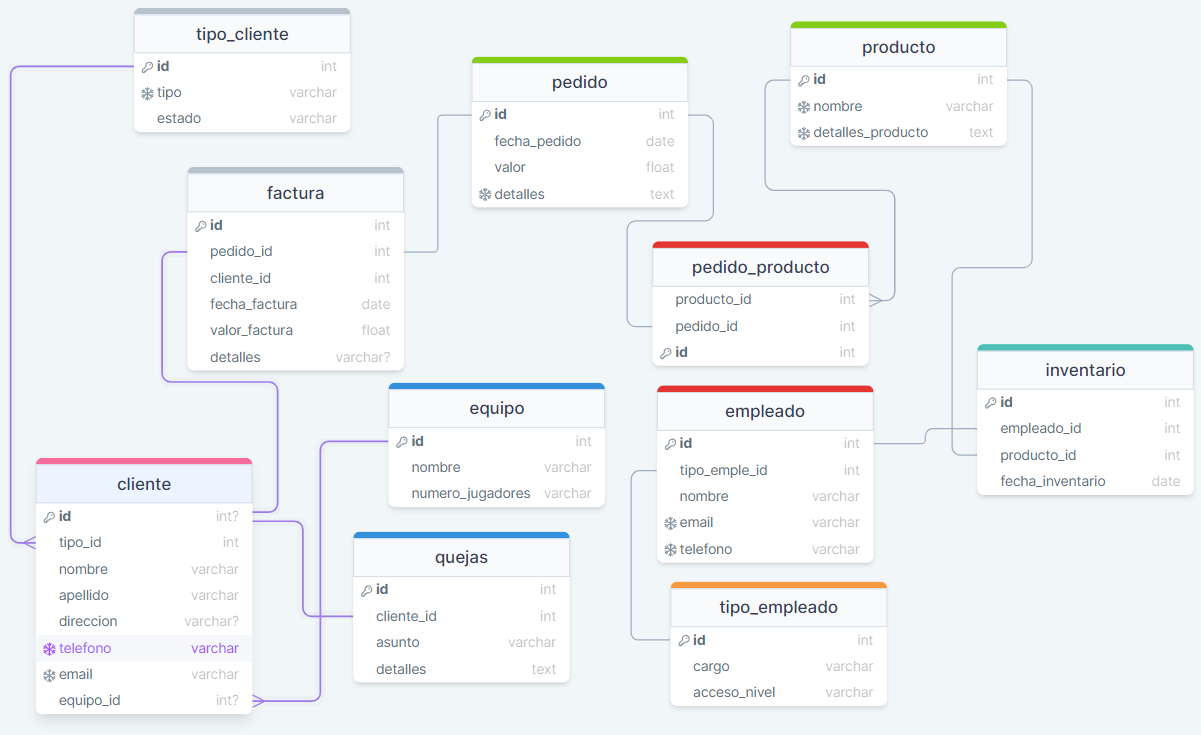 tipo_cliente
id int
tipo varchar
estado varchar
pedido
id int
fecha_pedido date
valor float
detalles text
producto
id int
nombre varchar
detalles_producto text
factura
id int
pedido_id int
cliente_id int
fecha_factura date
valor_factura float
detalles varchar?
pedido_producto
producto_id int
pedido_id int
id int
inventario
id int
empleado_id int
producto_id int
fecha_inventario date
equipo
id int
nombre varchar
numero_jugadores varchar
empleado
id int
tipo_emple_id int
nombre varchar
email varchar
telefono varchar
cliente
id int?
tipo_id int
nombre varchar
apellido varchar
direccion varchar?
telefono varchar
email varchar
equipo_id int?
quejas
id int
cliente_id int
asunto varchar
detalles text
tipo_empleado
id int
cargo varchar
acceso_nivel varchar